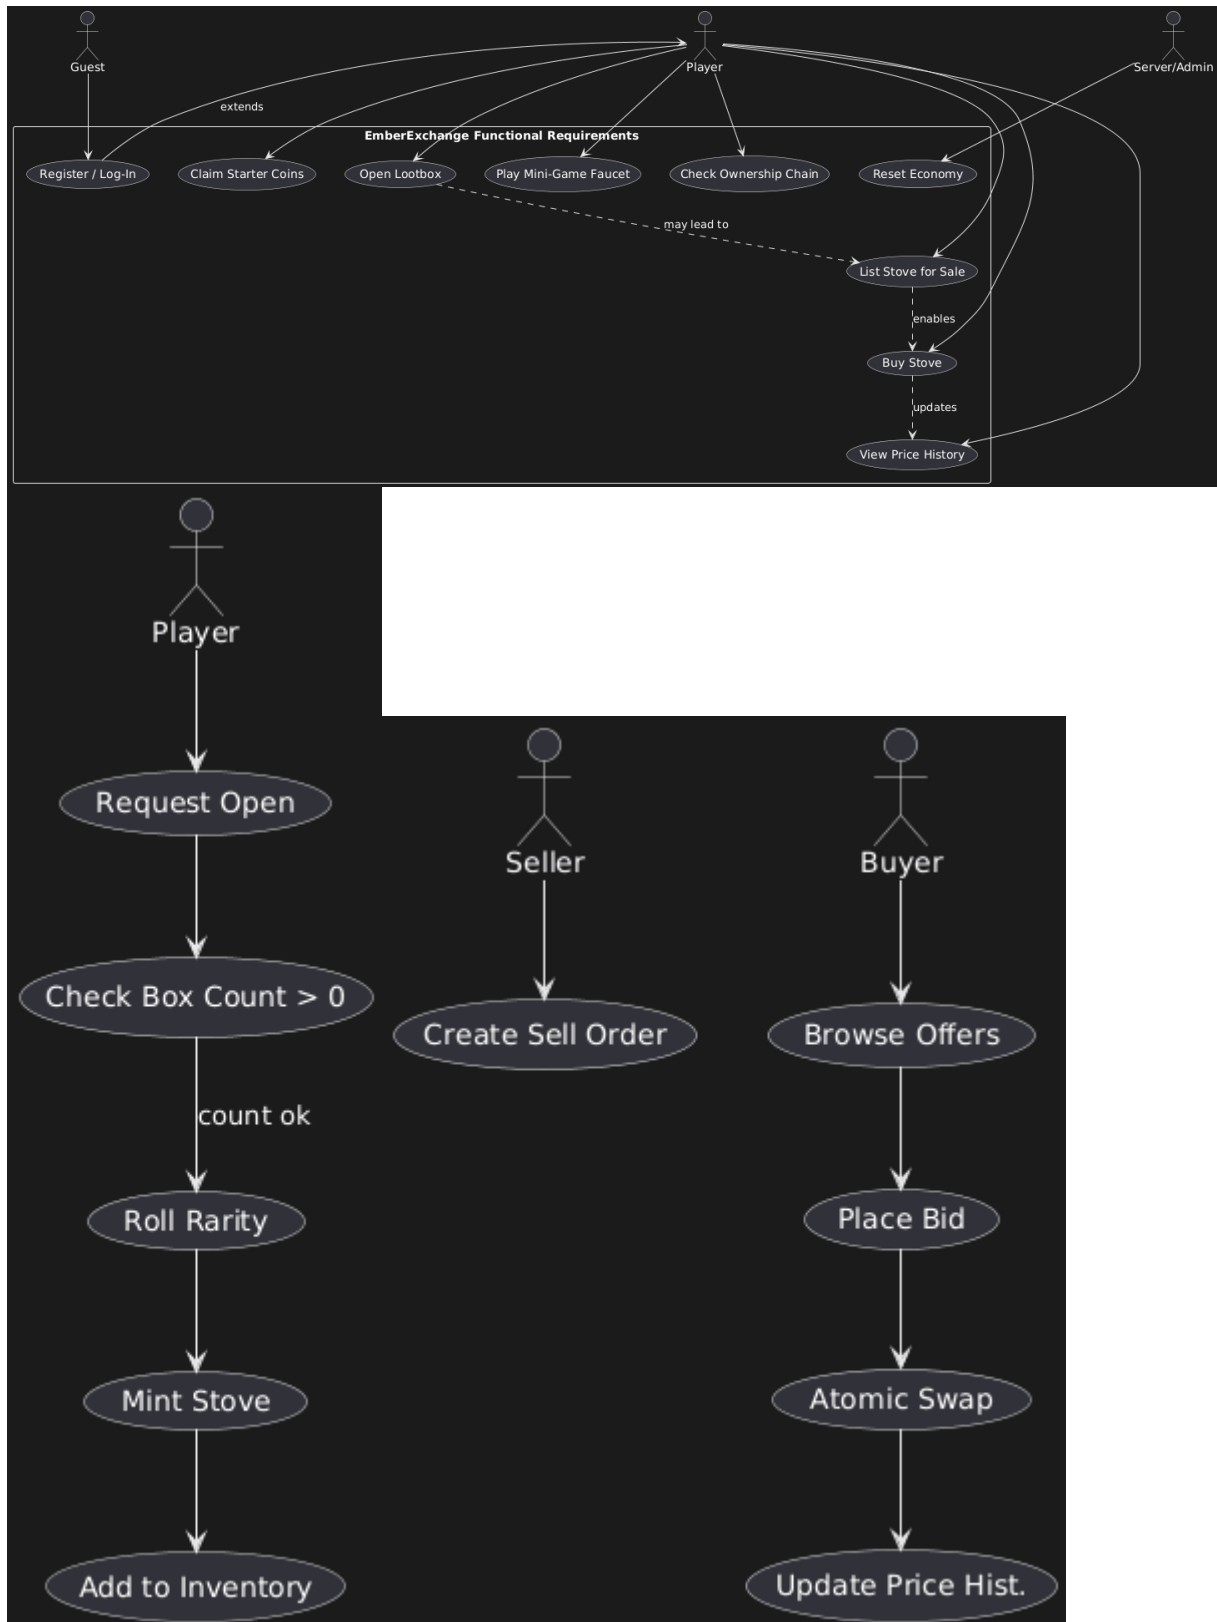 Guest
Player
Server/Admin
extends
EmberExchange Functional Requirements
Register / Log-In
Claim Starter Coins
Open Lootbox
Play Mini-Game Faucet
Check Ownership Chain
Reset Economy
may lead to
List Stove for Sale
enables
Buy Stove
updates
View Price History
Player
Request Open
Check Box Count > 0
count ok
Roll Rarity
Mint Stove
Add to Inventory
Seller
Create Sell Order
Buyer
Browse Offers
Place Bid
Atomic Swap
Update Price Hist.